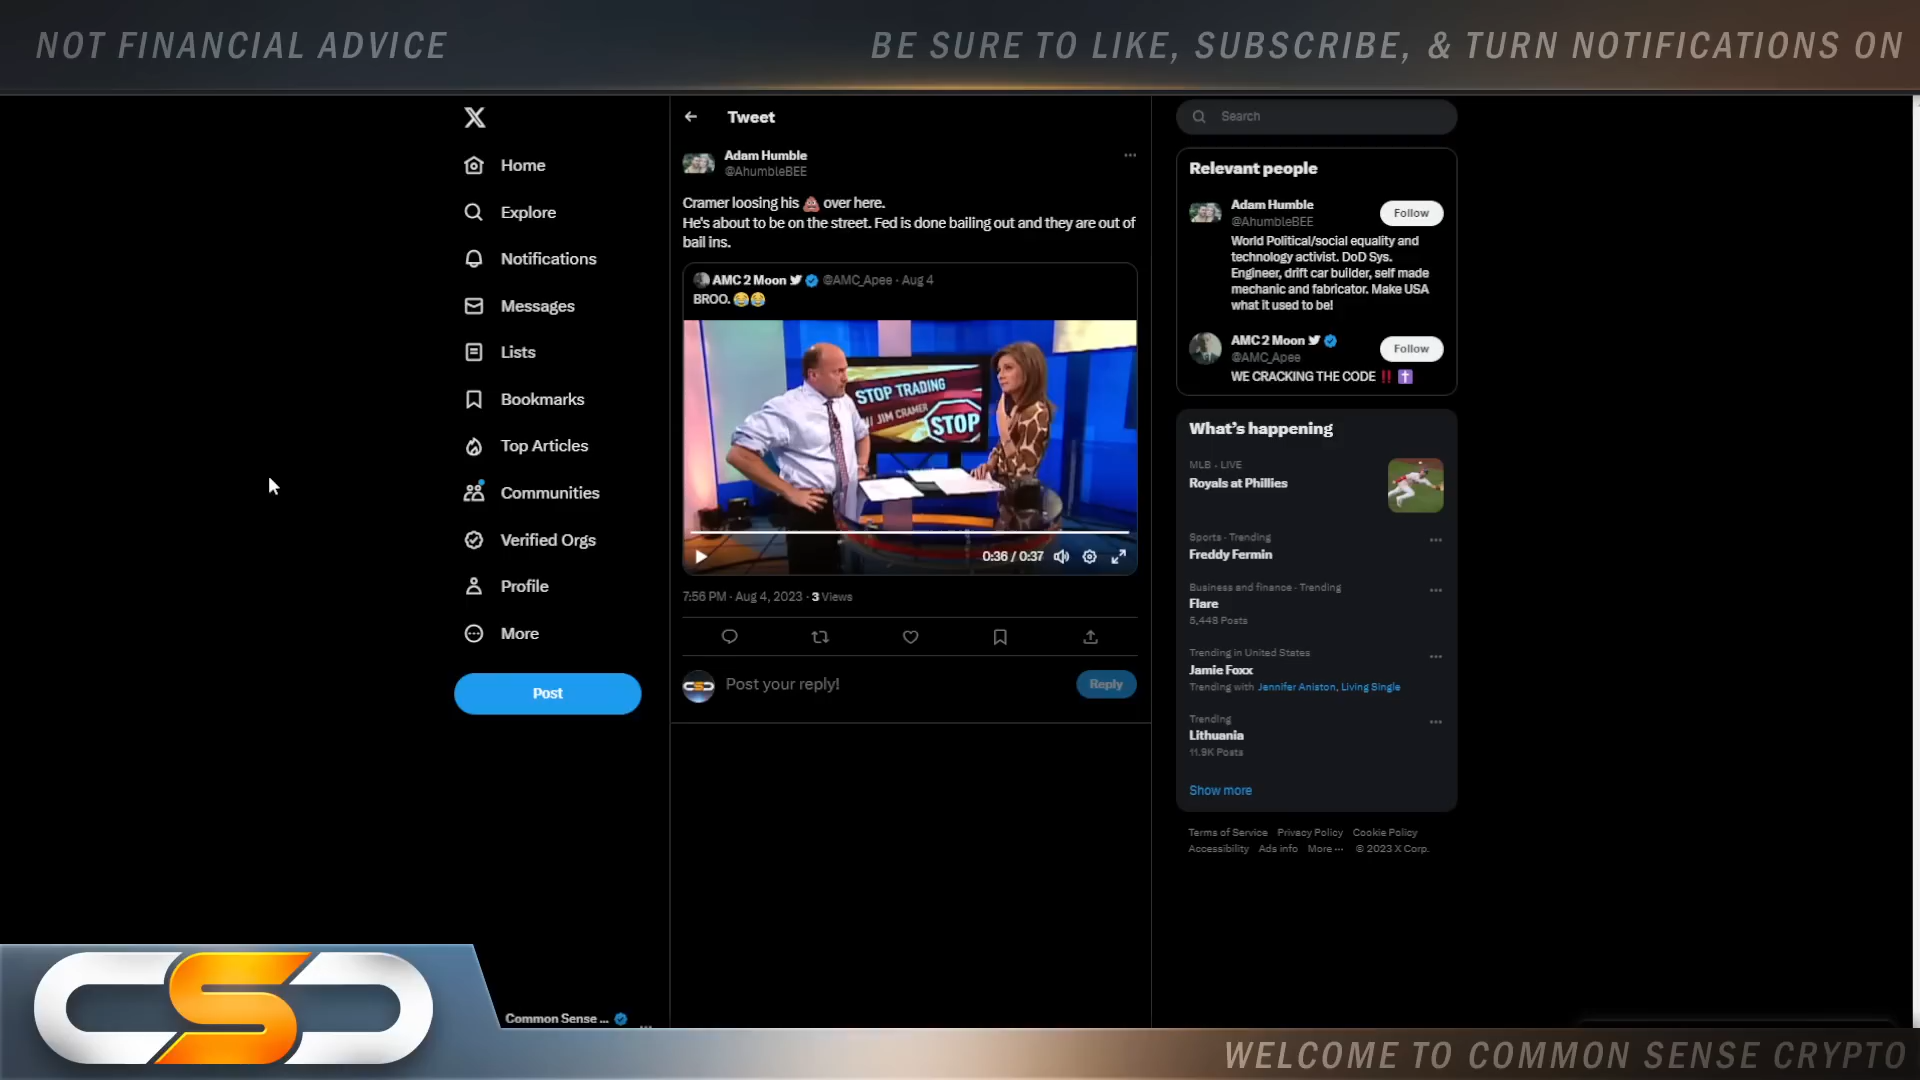 NOT FINANCIAL ADVICE
BE SURE TO LIKE, SUBSCRIBE, & TURN NOTIFICATIONS ON
Home
Explore
Notifications
Messages
Lists
Bookmarks
Top Articles
Communities
Verified Orgs
Profile
More
Post
Common Sense ...
Tweet
Adam Humble
@AhumbleBEE
Cramer loosing his 💩 over here.
He's about to be on the street. Fed is done bailing out and they are out of
bail ins.
AMC 2 Moon @AMC_Apee · Aug 4
BROO. 😂😂
STOP TRADING
// JIM CRAMER
STOP
0:36 / 0:37
7:56 PM · Aug 4, 2023 · 3 Views
Post your reply!
Reply
Search
Relevant people
Adam Humble
@AhumbleBEE
Follow
World Political/social equality and
technology activist. DoD Sys.
Engineer, drift car builder, self made
mechanic and fabricator. Make USA
what it used to be!
AMC 2 Moon
@AMC_Apee
Follow
WE CRACKING THE CODE ‼️ ✝️
What's happening
MLB · LIVE
Royals at Phillies
Sports · Trending
Freddy Fermin
Business and finance · Trending
Flare
5,448 Posts
Trending in United States
Jamie Foxx
Trending with Jennifer Aniston, Living Single
Trending
Lithuania
11.9K Posts
Show more
Terms of Service Privacy Policy Cookie Policy
Accessibility Ads info More ··· © 2023 X Corp.
CSC
WELCOME TO COMMON SENSE CRYPTO